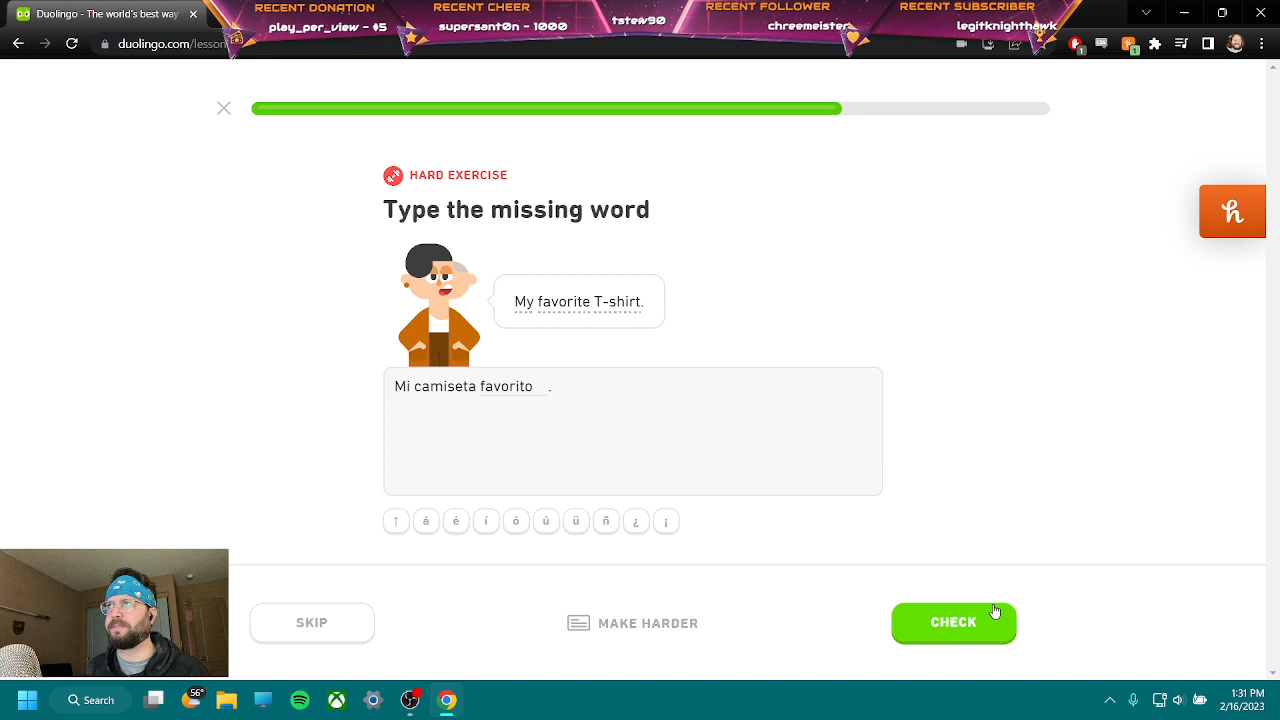 Duolingo - The world's best way
RECENT DONATION
play_per_view - $5
RECENT CHEER
supersant0n - 1000
tstew90
RECENT FOLLOWER
chreemeister
RECENT SUBSCRIBER
legitknighthawk
duolingo.com/lesson
1
1
HARD EXERCISE
Type the missing word
My favorite T-shirt.
Mi camiseta favorito .
↑ á é í ó ú ü ñ ¿ ¡
SKIP
MAKE HARDER
CHECK
Search
56°
1:31 PM
2/16/2023